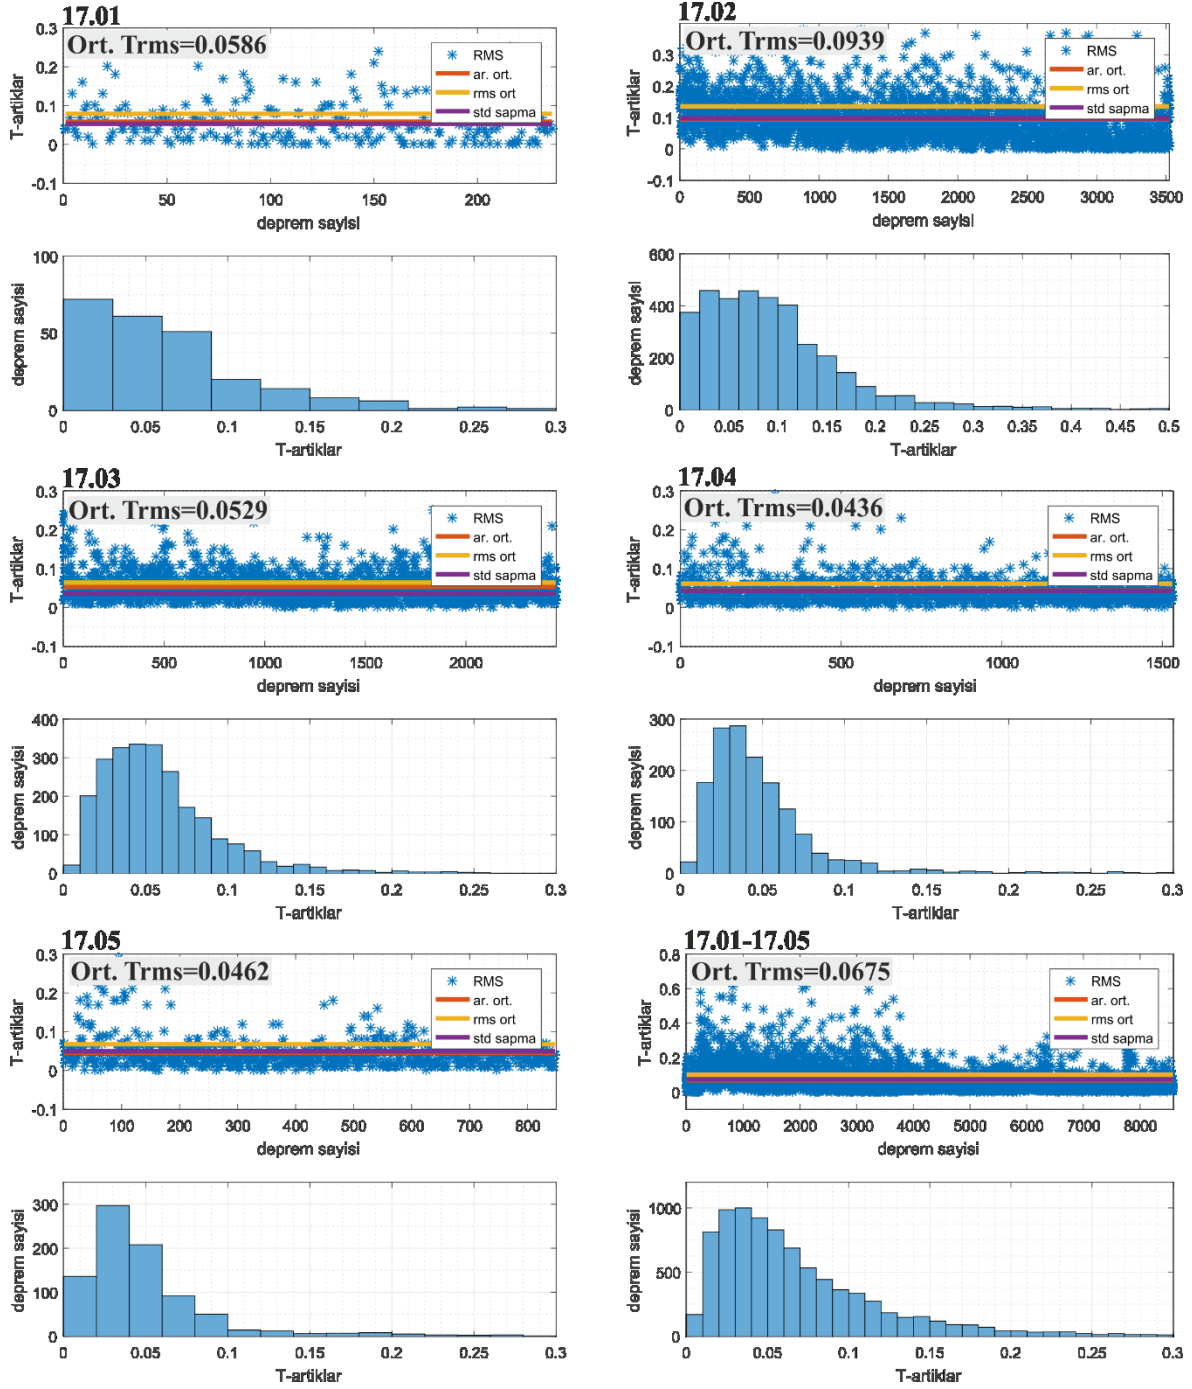 17.01
Ort. Trms=0.0586
T-artiklar
0.3
0.2
0.1
0
-0.1
RMS
ar. ort.
rms ort
std sapma
0 50 100 150 200
deprem sayisi
deprem sayisi
100
50
0
0 0.05 0.1 0.15 0.2 0.25 0.3
T-artiklar
17.02
Ort. Trms=0.0939
T-artiklar
0.3
0.2
0.1
0
-0.1
RMS
ar. ort.
rms ort
std sapma
0 500 1000 1500 2000 2500 3000 3500
deprem sayisi
deprem sayisi
600
400
200
0
0 0.05 0.1 0.15 0.2 0.25 0.3 0.35 0.4 0.45 0.5
T-artiklar
17.03
Ort. Trms=0.0529
T-artiklar
0.3
0.2
0.1
0
-0.1
RMS
ar. ort.
rms ort
std sapma
0 500 1000 1500 2000
deprem sayisi
deprem sayisi
400
300
200
100
0
0 0.05 0.1 0.15 0.2 0.25 0.3
T-artiklar
17.04
Ort. Trms=0.0436
T-artiklar
0.3
0.2
0.1
0
-0.1
RMS
ar. ort.
rms ort
std sapma
0 500 1000 1500
deprem sayisi
deprem sayisi
300
200
100
0
0 0.05 0.1 0.15 0.2 0.25 0.3
T-artiklar
17.05
Ort. Trms=0.0462
T-artiklar
0.3
0.2
0.1
0
-0.1
RMS
ar. ort.
rms ort
std sapma
0 100 200 300 400 500 600 700 800
deprem sayisi
deprem sayisi
300
200
100
0
0 0.05 0.1 0.15 0.2 0.25 0.3
T-artiklar
17.01-17.05
Ort. Trms=0.0675
T-artiklar
0.8
0.6
0.4
0.2
0
RMS
ar. ort.
rms ort
std sapma
0 1000 2000 3000 4000 5000 6000 7000 8000
deprem sayisi
deprem sayisi
1000
500
0
0 0.05 0.1 0.15 0.2 0.25 0.3
T-artiklar